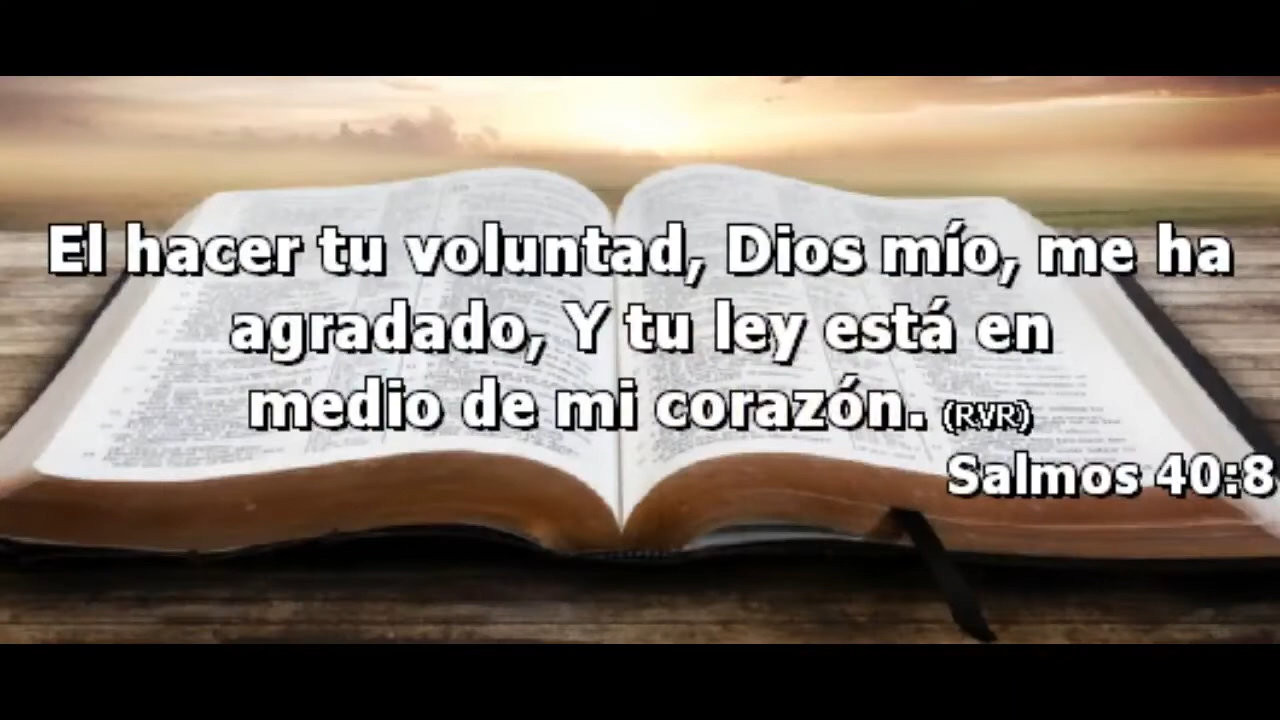 El hacer tu voluntad, Dios mío, me ha
agradado, Y tu ley está en
medio de mi corazón. (RVR)
Salmos 40:8